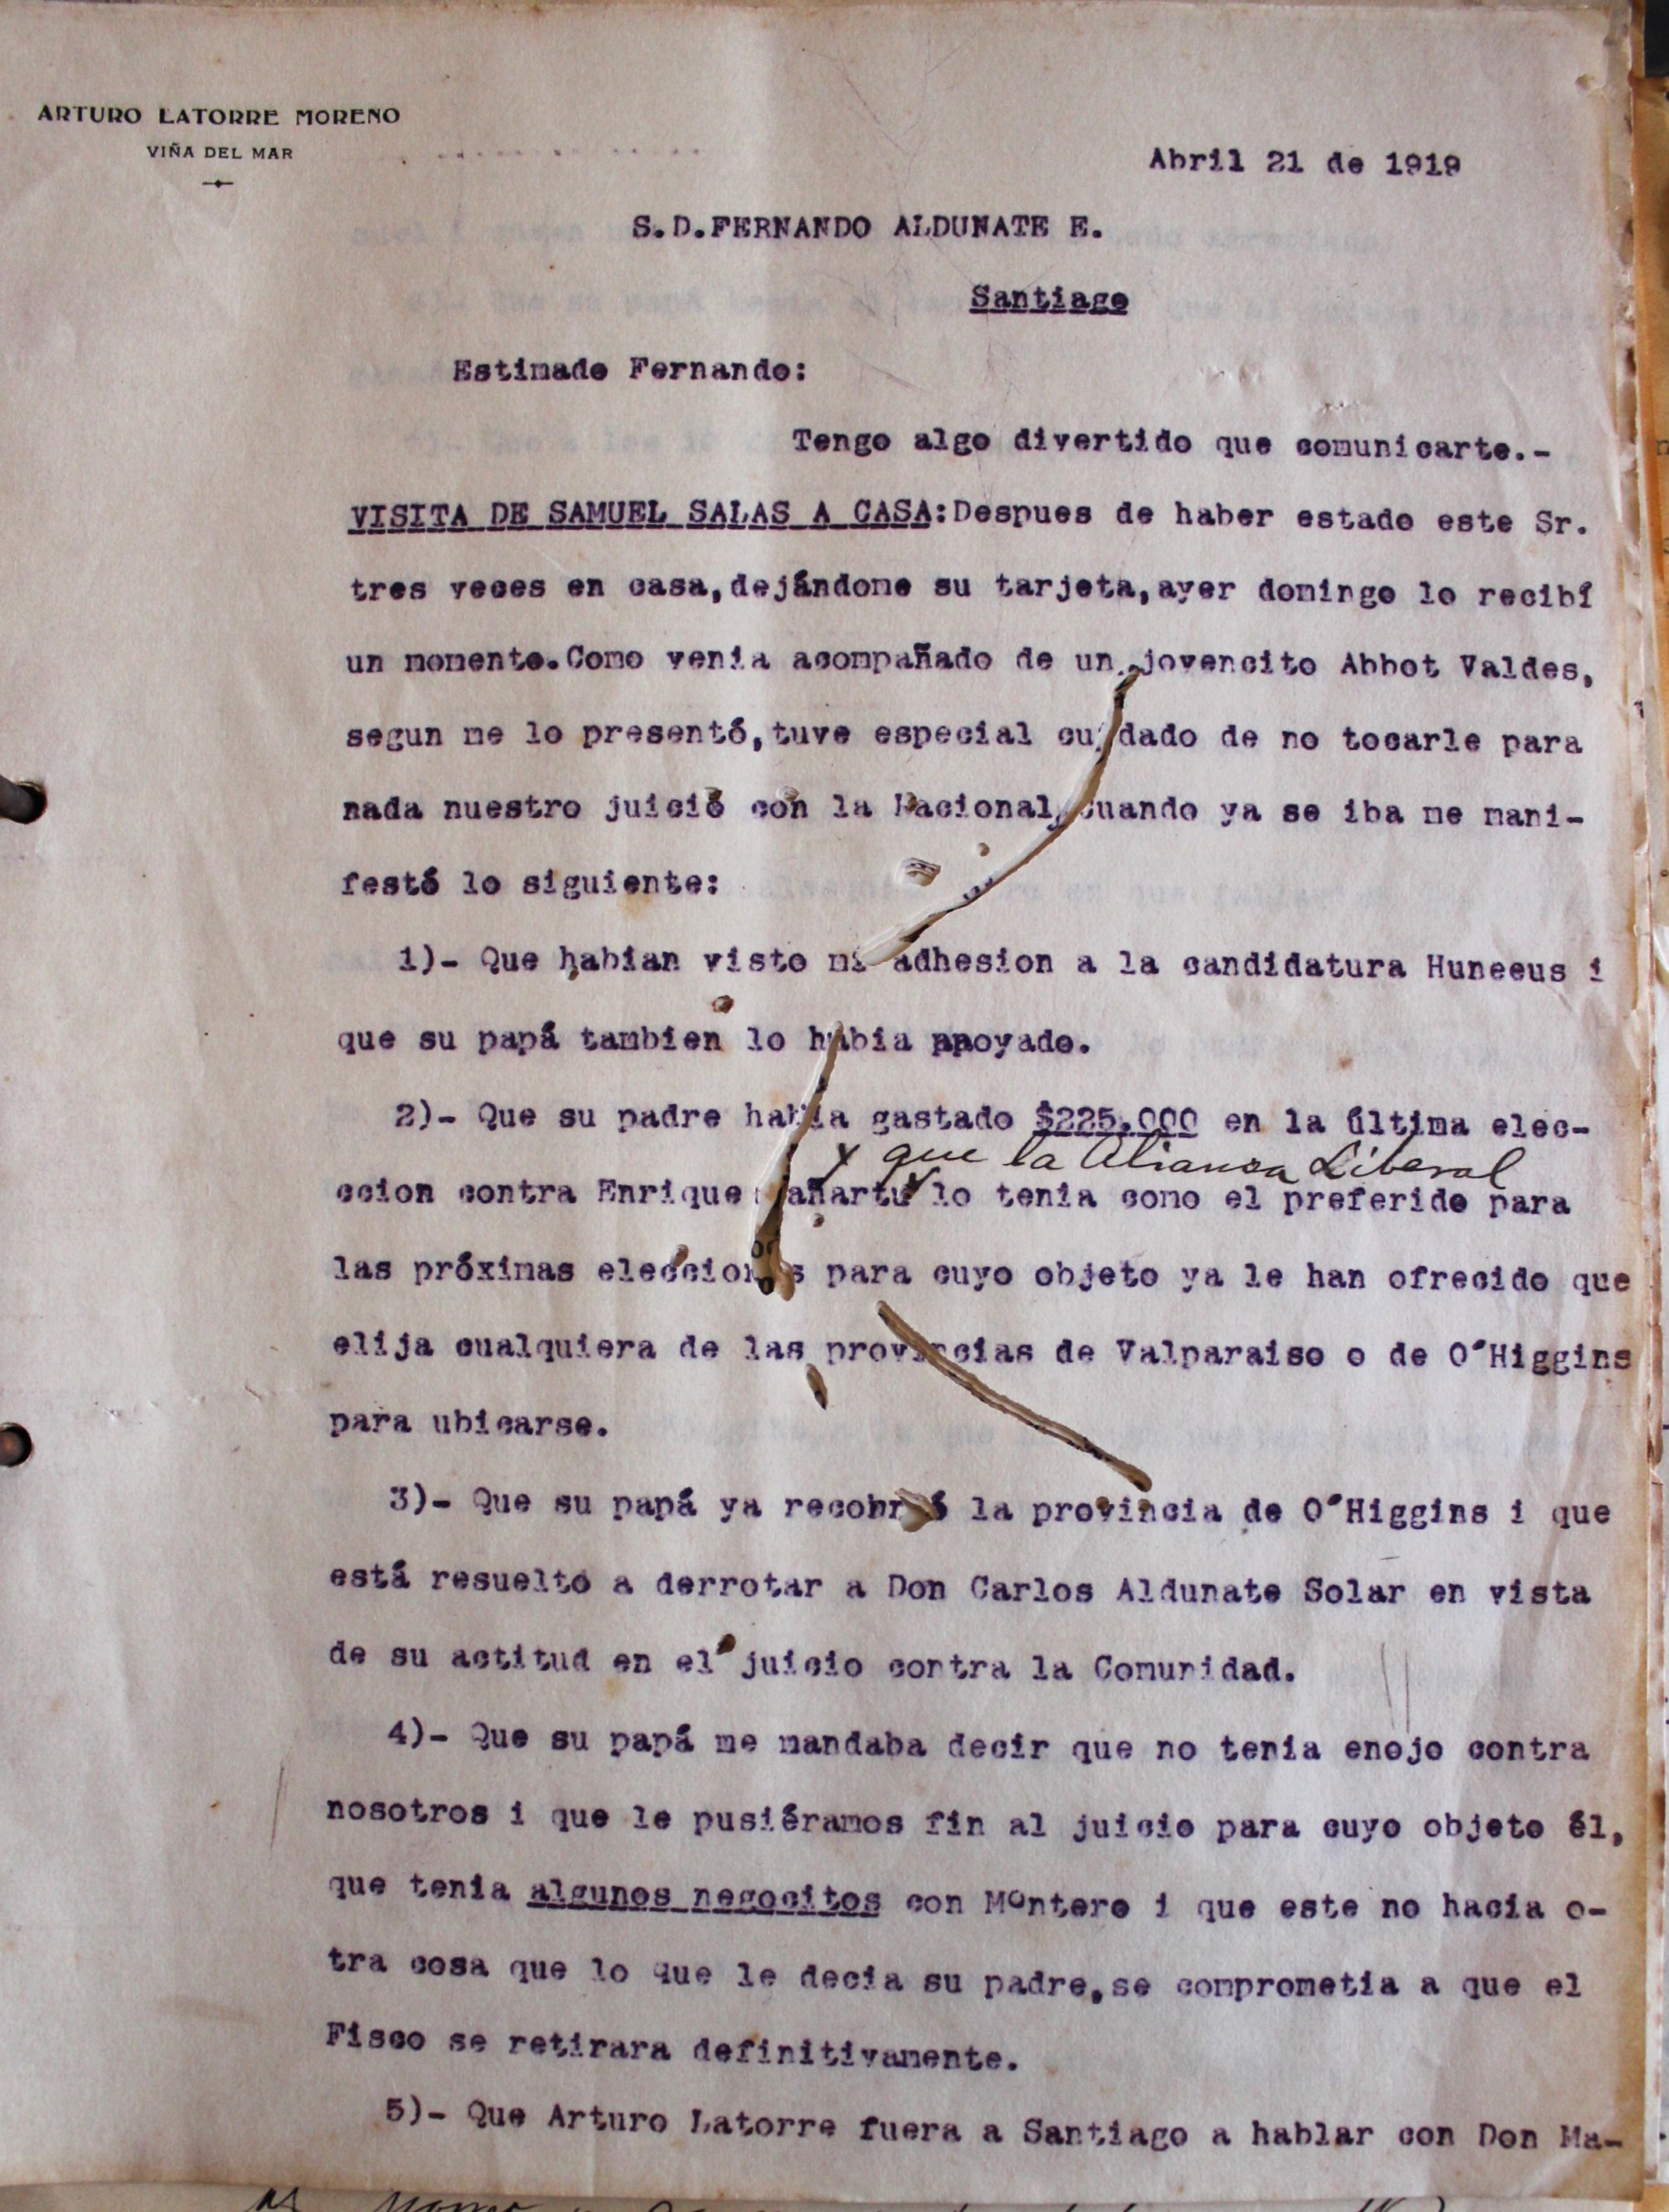 ARTURO LATORRE MORENO
VIÑA DEL MAR
Abril 21 de 1919
S.D.FERNANDO ALDUNATE E.
Santiago
Estimado Fernando:
Tengo algo divertido que comunicarte.-
VISITA DE SAMUEL SALAS A CASA:Despues de haber estado este Sr.
tres veces en casa,dejándome su tarjeta,ayer domingo lo recibí
un momento.Como venia acompañado de un jovencito Abbot Valdes,
segun me lo presentó,tuve especial cuidado de no tocarle para
nada nuestro juicio con la Nacional,cuando ya se iba me mani-
festó lo siguiente:
1)- Que habian visto mi adhesion a la candidatura Huneeus i
que su papá tambien lo habia apoyado.
2)- Que su padre habia gastado $225.000 en la última elec-
y que la Alianza Liberal
ccion contra Enrique Zañartu lo tenia como el preferido para
las próximas elecciones para cuyo objeto ya le han ofrecido que
elija cualquiera de las provincias de Valparaiso o de O'Higgins
para ubicarse.
3)- Que su papá ya recorrió la provincia de O'Higgins i que
está resuelto a derrotar a Don Carlos Aldunate Solar en vista
de su actitud en el juicio contra la Comunidad.
4)- Que su papá me mandaba decir que no tenia enojo contra
nosotros i que le pusiéramos fin al juicio para cuyo objeto él,
que tenia algunos negocitos con Montero i que este no hacia o-
tra cosa que lo que le decia su padre,se comprometia a que el
Fisco se retirara definitivamente.
5)- Que Arturo Latorre fuera a Santiago a hablar con Don Ma-